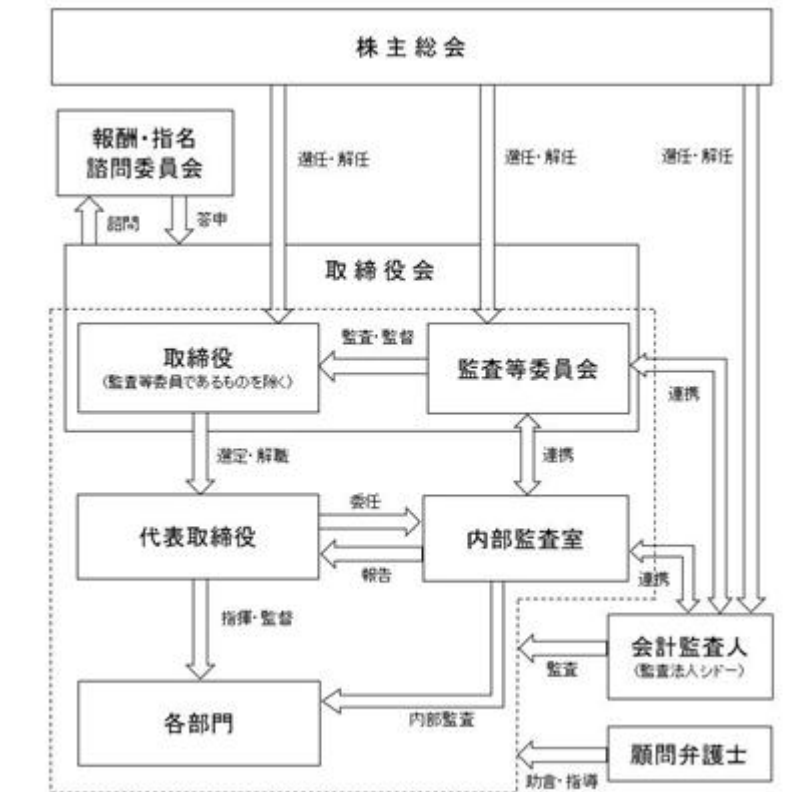 株主総会
報酬・指名
諮問委員会
選任・解任
選任・解任
選任・解任
諮問
答申
取締役会
取締役
（監査等委員であるものを除く）
監査・監督
監査等委員会
連携
選定・解職
連携
代表取締役
委任
報告
内部監査室
連携
指揮・監督
会計監査人
（監査法人シドー）
監査
各部門
内部監査
顧問弁護士
助言・指導